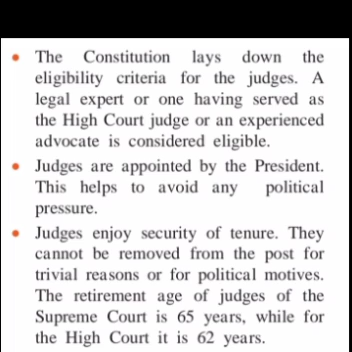 • The Constitution lays down the
eligibility criteria for the judges. A
legal expert or one having served as
the High Court judge or an experienced
advocate is considered eligible.
• Judges are appointed by the President.
This helps to avoid any political
pressure.
• Judges enjoy security of tenure. They
cannot be removed from the post for
trivial reasons or for political motives.
The retirement age of judges of the
Supreme Court is 65 years, while for
the High Court it is 62 years.